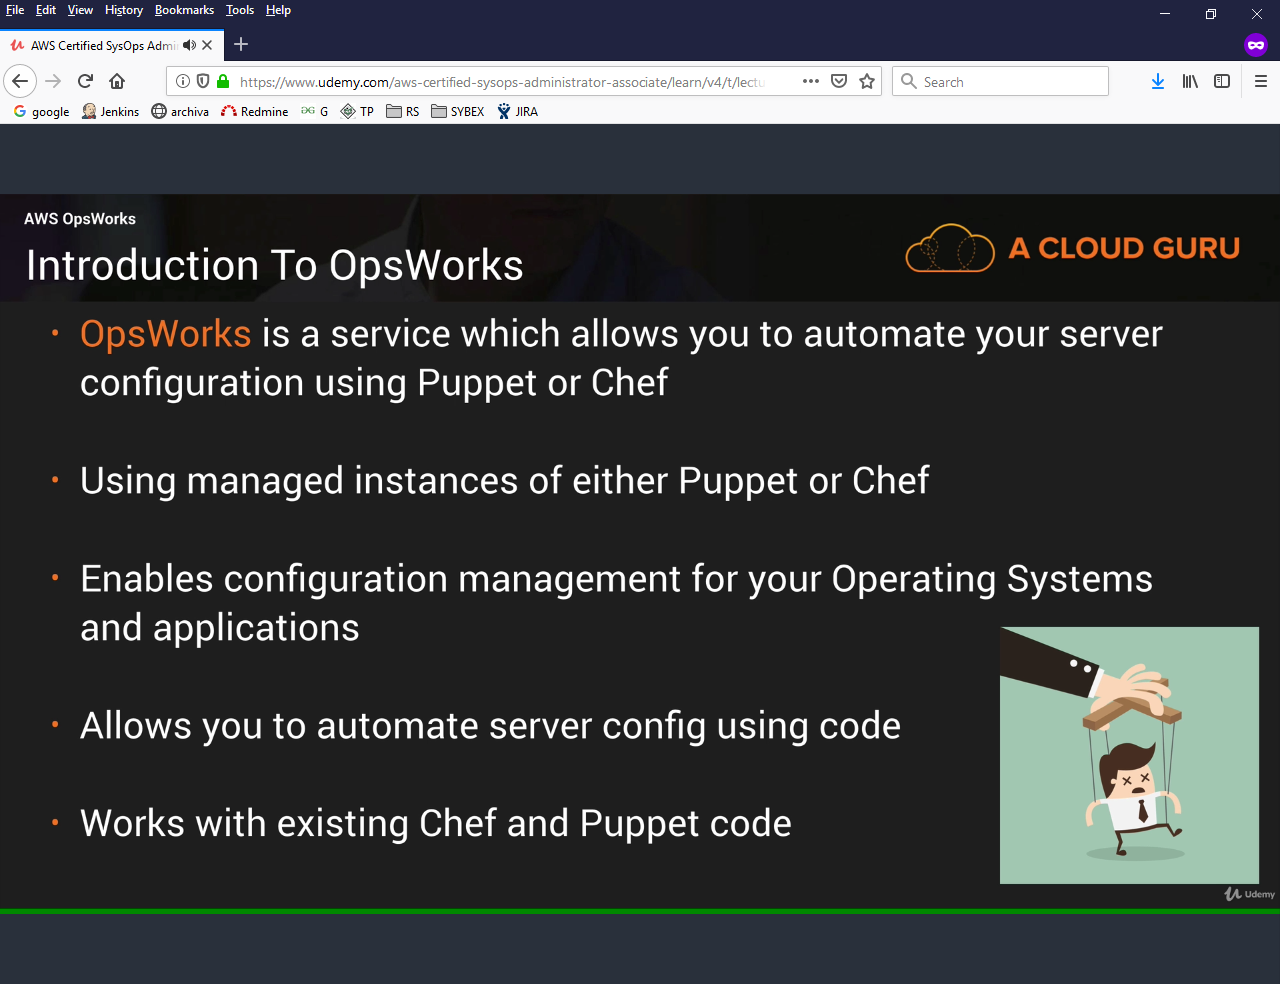 File Edit View History Bookmarks Tools Help
AWS Certified SysOps Admi
https://www.udemy.com/aws-certified-sysops-administrator-associate/learn/v4/t/lectu
Search
google Jenkins archiva Redmine G TP RS SYBEX JIRA
AWS OpsWorks
Introduction To OpsWorks
A CLOUD GURU
• OpsWorks is a service which allows you to automate your server
configuration using Puppet or Chef
• Using managed instances of either Puppet or Chef
• Enables configuration management for your Operating Systems
and applications
• Allows you to automate server config using code
• Works with existing Chef and Puppet code
Udemy